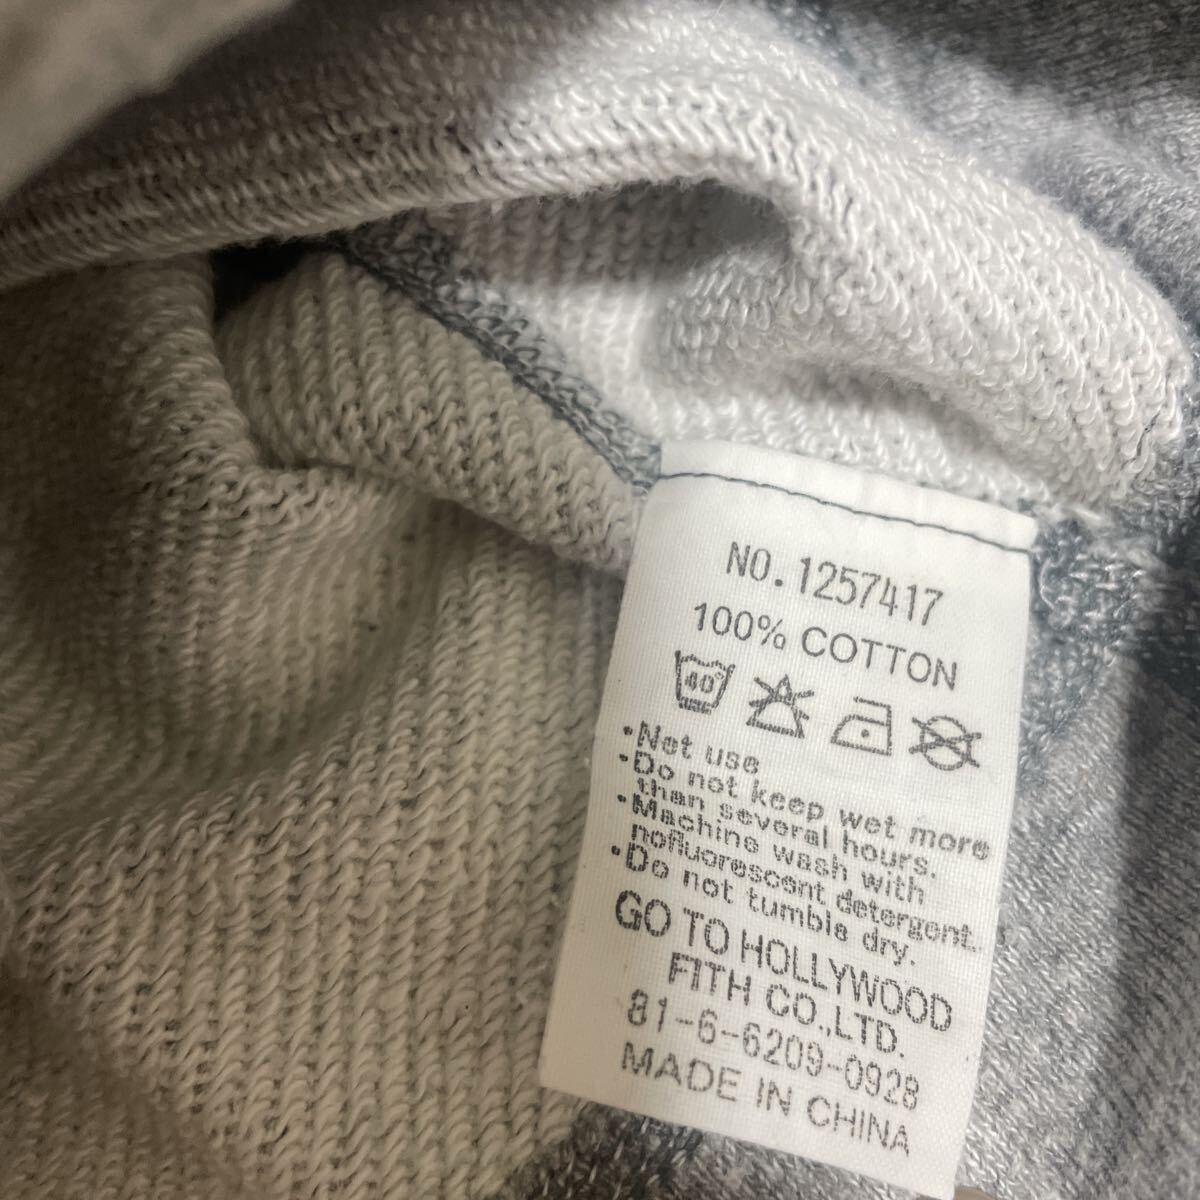 NO.1257417
100% COTTON
40°
•Net use
•Do not keep wet more
than several hours.
•Machine wash with
nofluorescent detergent.
•Do not tumble dry.
GO TO HOLLYWOOD
FITH CO.,LTD.
81-6-6209-0928
MADE IN CHINA